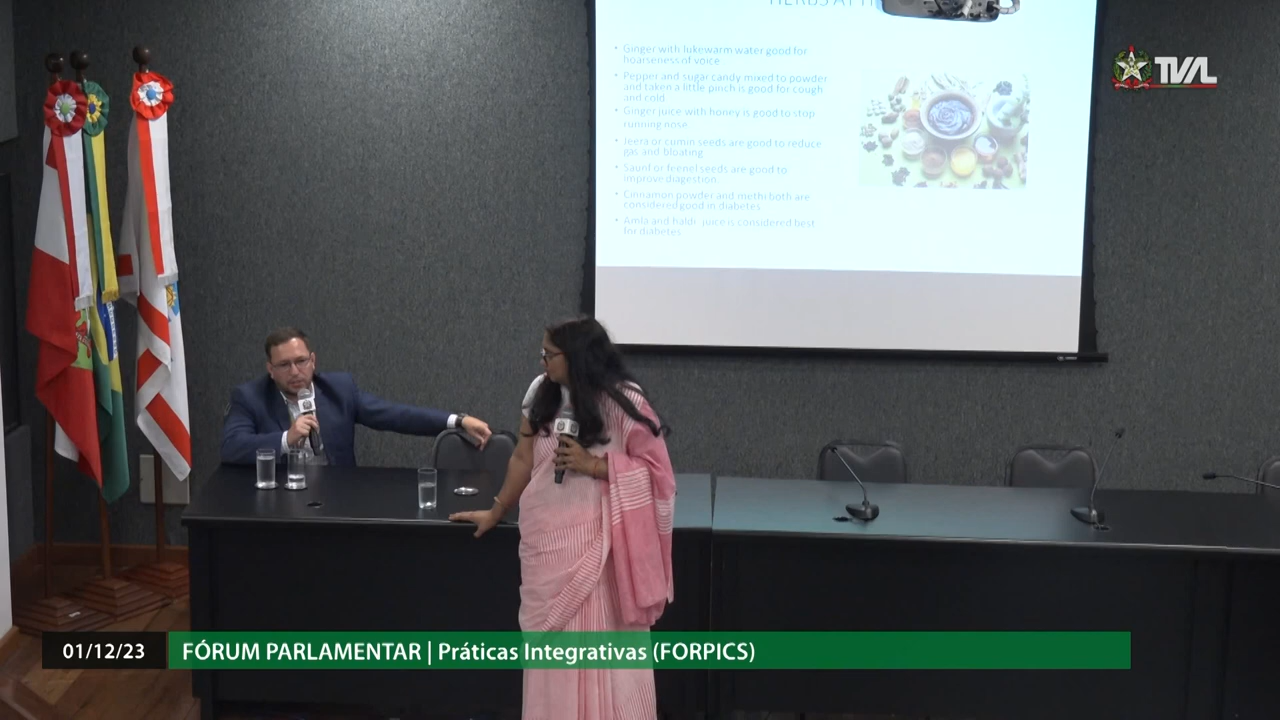 HERBS AT H
• Ginger with lukewarm water good for
hoarseness of voice
• Pepper and sugar candy mixed to powder
and taken a little pinch is good for cough
and cold.
• Ginger juice with honey is good to stop
running nose
• Jeera or cumin seeds are good to reduce
gas and bloating
• Saunf or feenel seeds are good to
improve diagestion.
• Cinnamon powder and methi both are
considered good in diabetes
• Amla and haldi juice is considered best
for diabetes
TVAL
01/12/23
FÓRUM PARLAMENTAR | Práticas Integrativas (FORPICS)